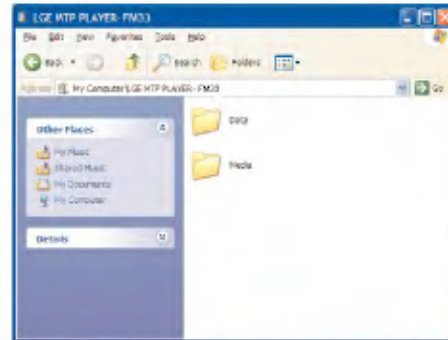 LGE MTP PLAYER- FM33
File Edit View Favorites Tools Help
Back Search Folders
Address My Computer\LGE MTP PLAYER- FM33 Go
Other Places
My Music
Shared Music
My Documents
My Computer
Details
Data
Media